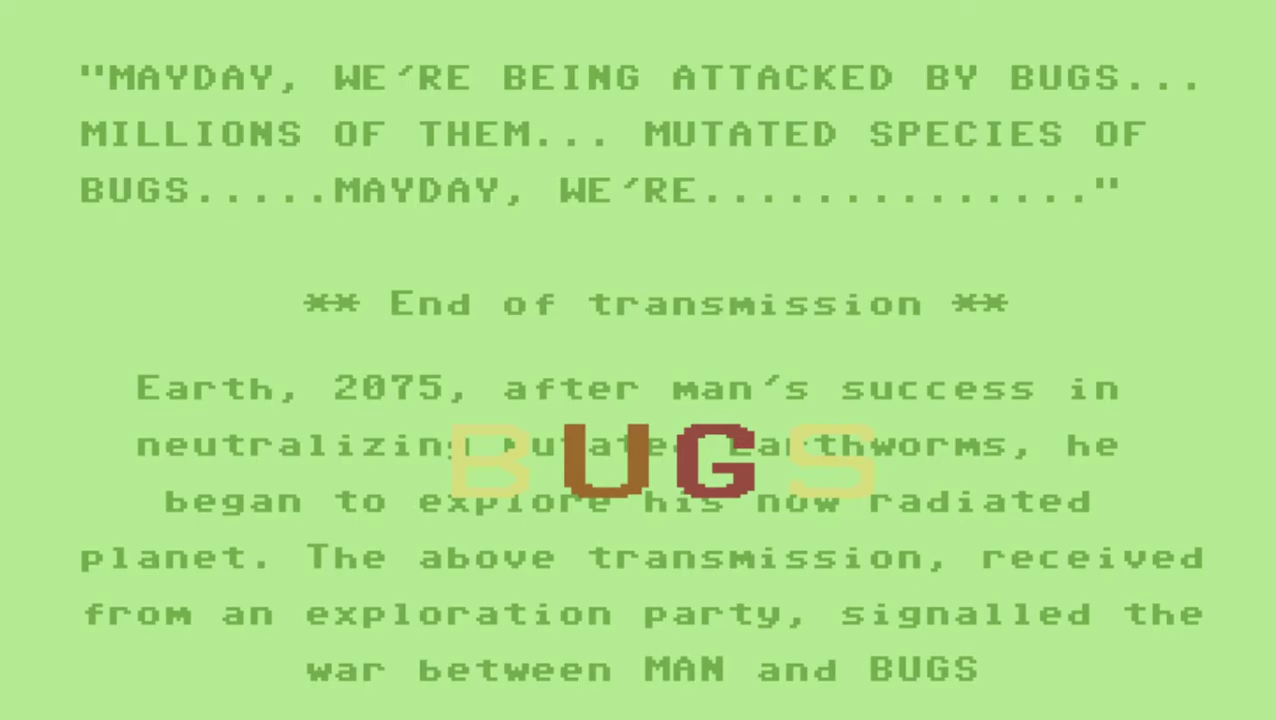 "MAYDAY, WE'RE BEING ATTACKED BY BUGS...
MILLIONS OF THEM... MUTATED SPECIES OF
BUGS.....MAYDAY, WE'RE.............."
** End of transmission **
Earth, 2075, after man's success in
neutralizing mutated earthworms, he
BUGS
began to explore his now radiated
planet. The above transmission, received
from an exploration party, signalled the
war between MAN and BUGS